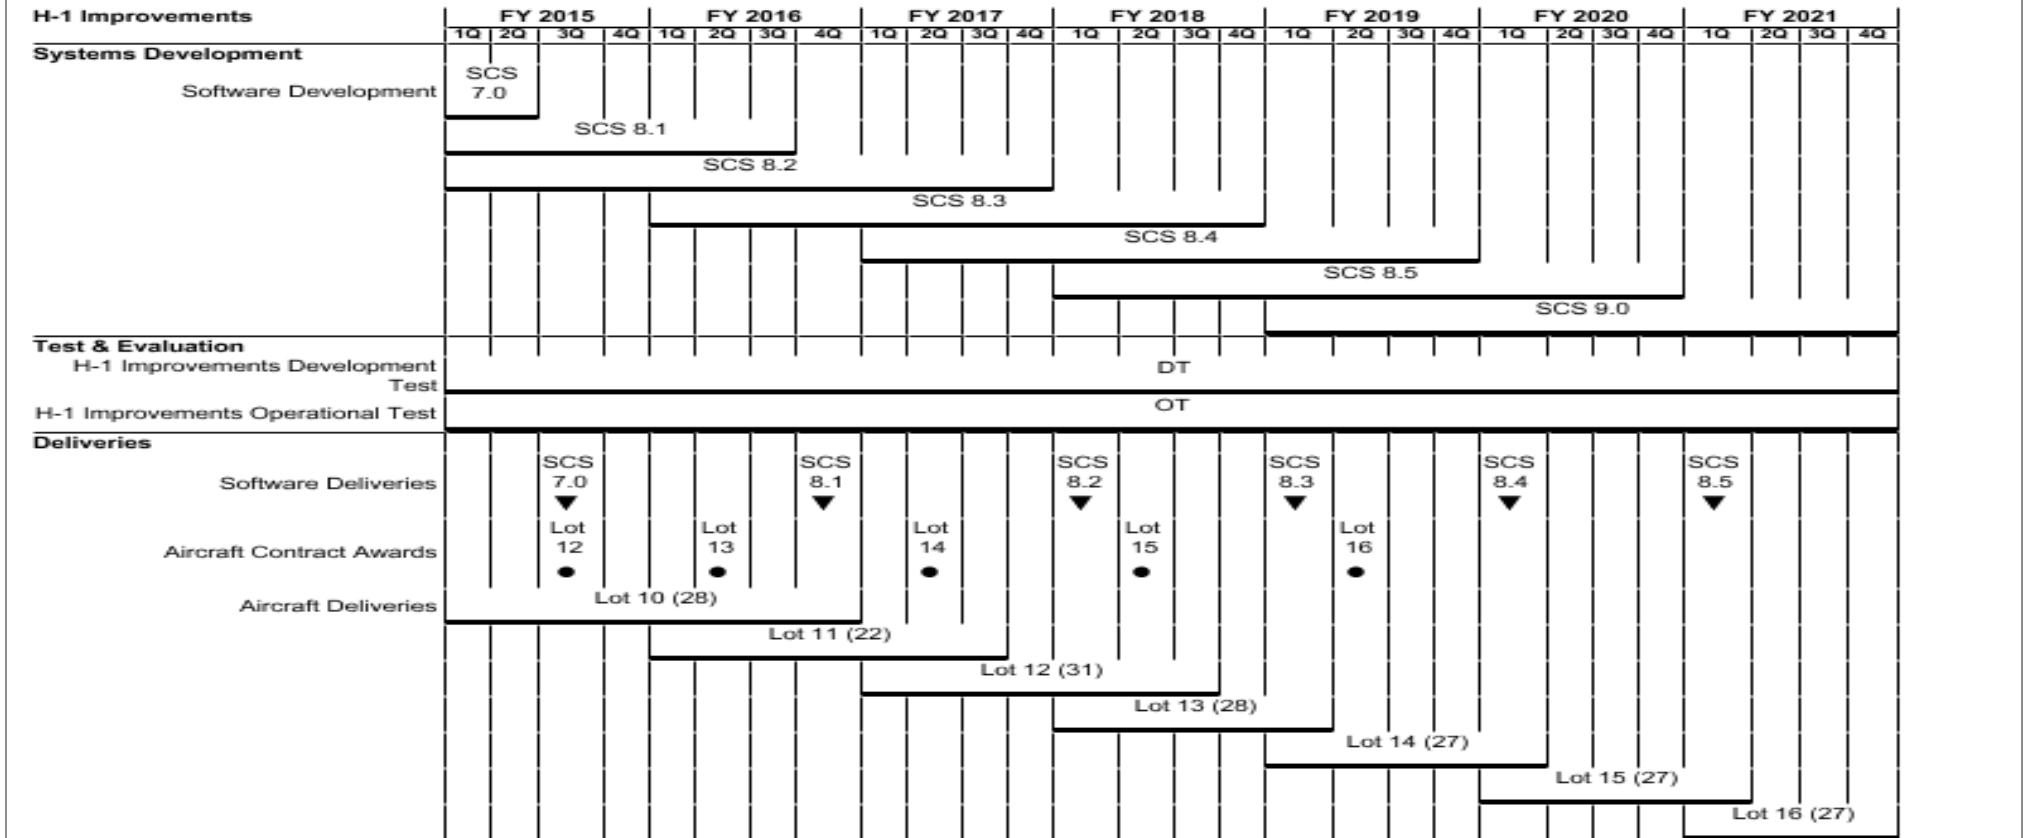 H-1 Improvements FY 2015 FY 2016 FY 2017 FY 2018 FY 2019 FY 2020 FY 2021
1Q 2Q 3Q 4Q 1Q 2Q 3Q 4Q 1Q 2Q 3Q 4Q 1Q 2Q 3Q 4Q 1Q 2Q 3Q 4Q 1Q 2Q 3Q 4Q 1Q 2Q 3Q 4Q
Systems Development
SCS
Software Development 7.0
SCS 8.1
SCS 8.2
SCS 8.3
SCS 8.4
SCS 8.5
SCS 9.0
Test & Evaluation
H-1 Improvements Development DT
Test
H-1 Improvements Operational Test OT
Deliveries
SCS SCS SCS SCS SCS SCS
Software Deliveries 7.0 8.1 8.2 8.3 8.4 8.5
Lot Lot Lot Lot Lot
Aircraft Contract Awards 12 13 14 15 16
Aircraft Deliveries Lot 10 (28)
Lot 11 (22)
Lot 12 (31)
Lot 13 (28)
Lot 14 (27)
Lot 15 (27)
Lot 16 (27)